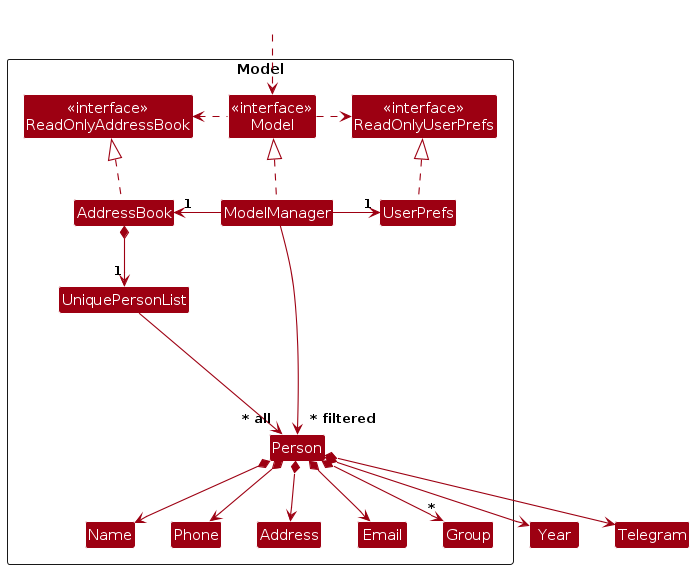 Model
«interface»
ReadOnlyAddressBook
«interface»
Model
«interface»
ReadOnlyUserPrefs
AddressBook
1
ModelManager
1
UserPrefs
1
UniquePersonList
* all
* filtered
Person
*
Name
Phone
Address
Email
Group
Year
Telegram